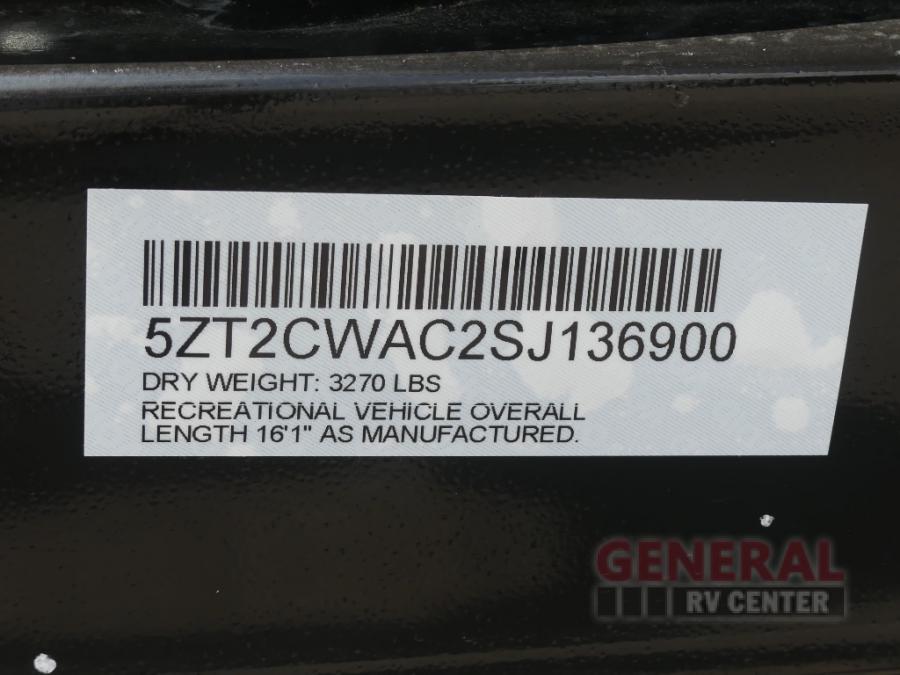 5ZT2CWAC2SJ136900
DRY WEIGHT: 3270 LBS
RECREATIONAL VEHICLE OVERALL
LENGTH 16'1" AS MANUFACTURED.
GENERAL
RV CENTER